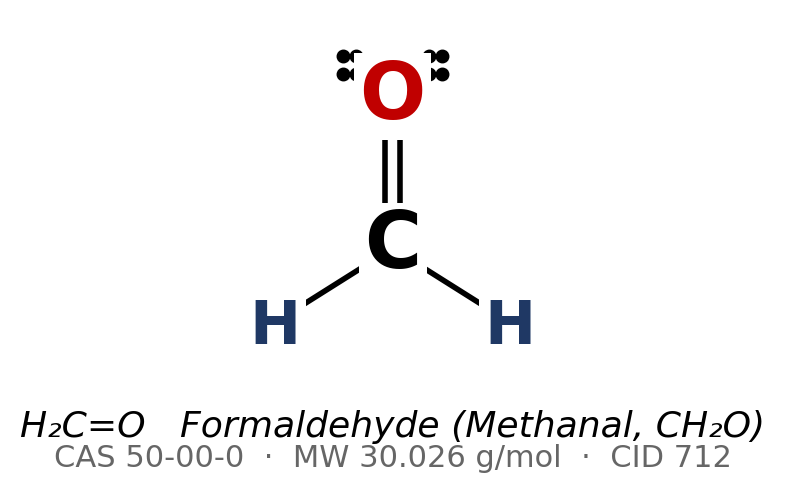 O
C
H H
H₂C=O Formaldehyde (Methanal, CH₂O)
CAS 50-00-0 · MW 30.026 g/mol · CID 712